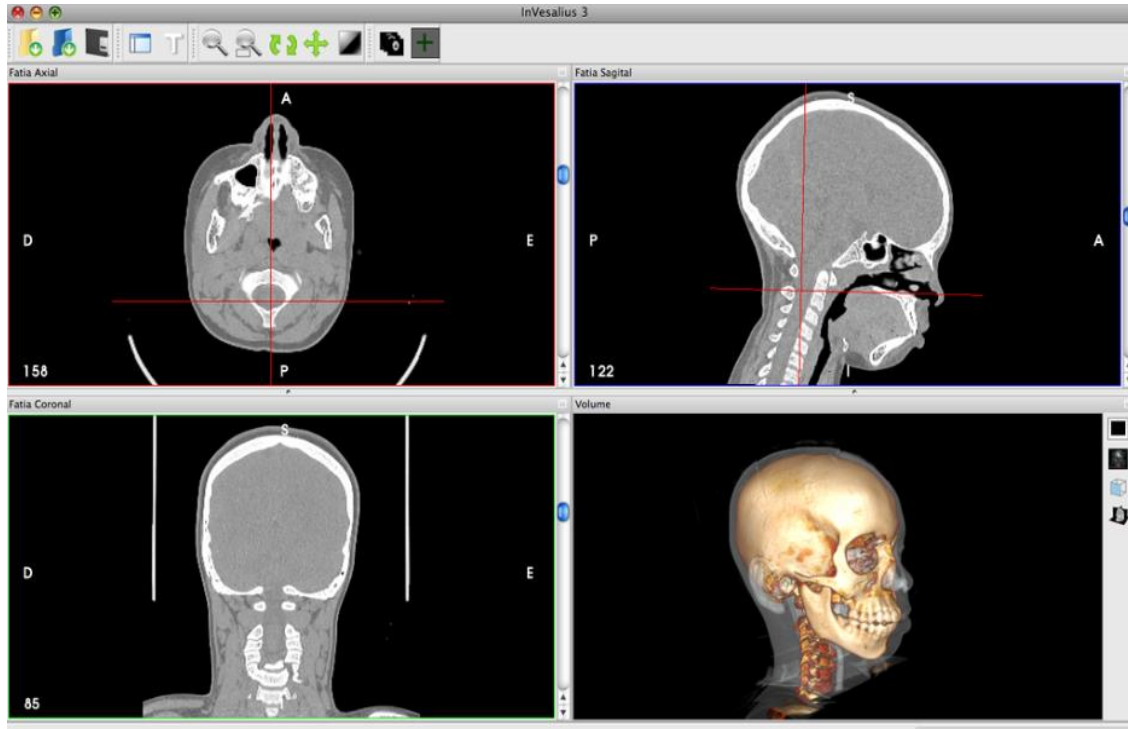 InVesalius 3
Fatia Axial
A
D
E
P
158
Fatia Sagital
S
P
A
I
122
Fatia Coronal
S
D
E
85
Volume